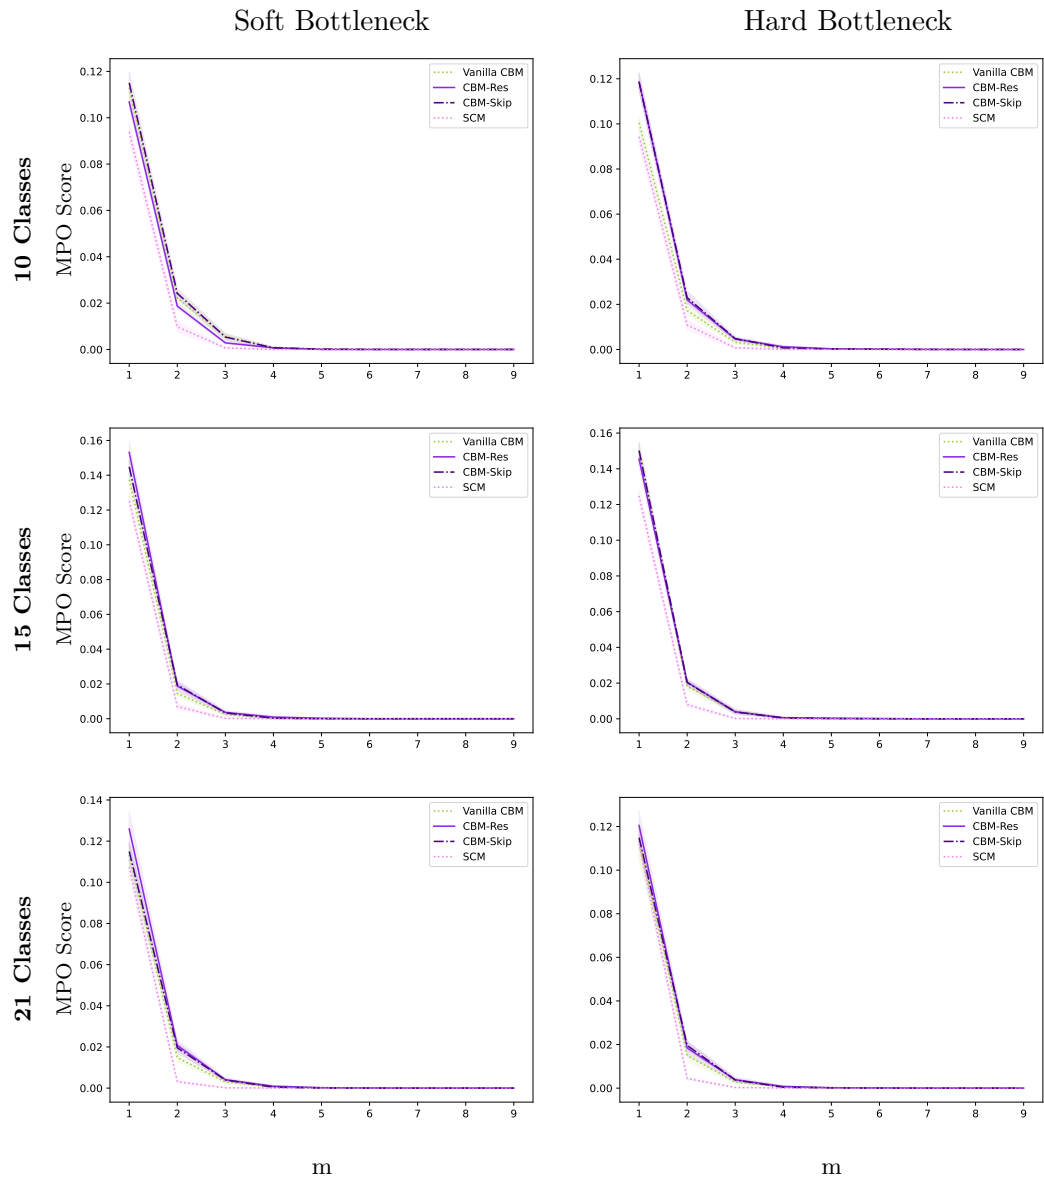 Soft Bottleneck
Hard Bottleneck
10 Classes
MPO Score
0.12
0.10
0.08
0.06
0.04
0.02
0.00
1 2 3 4 5 6 7 8 9
Vanilla CBM
CBM-Res
CBM-Skip
SCM
0.12
0.10
0.08
0.06
0.04
0.02
0.00
1 2 3 4 5 6 7 8 9
Vanilla CBM
CBM-Res
CBM-Skip
SCM
15 Classes
MPO Score
0.16
0.14
0.12
0.10
0.08
0.06
0.04
0.02
0.00
1 2 3 4 5 6 7 8 9
Vanilla CBM
CBM-Res
CBM-Skip
SCM
0.16
0.14
0.12
0.10
0.08
0.06
0.04
0.02
0.00
1 2 3 4 5 6 7 8 9
Vanilla CBM
CBM-Res
CBM-Skip
SCM
21 Classes
MPO Score
0.14
0.12
0.10
0.08
0.06
0.04
0.02
0.00
1 2 3 4 5 6 7 8 9
Vanilla CBM
CBM-Res
CBM-Skip
SCM
0.12
0.10
0.08
0.06
0.04
0.02
0.00
1 2 3 4 5 6 7 8 9
Vanilla CBM
CBM-Res
CBM-Skip
SCM
m
m